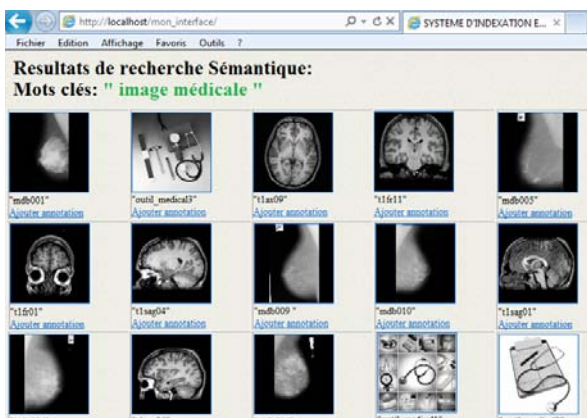 http://localhost/mon_interface/
SYSTEME D'INDEXATION E...
Fichier Edition Affichage Favoris Outils ?
Resultats de recherche Sémantique:
Mots clés: " image médicale "
"mdb001" "outil_medical3" "t1ax09" "t1fr11" "mdb005"
Ajouter annotation Ajouter annotation Ajouter annotation Ajouter annotation Ajouter annotation
"t1fr01" "t1sag04" "mdb009 " "mdb010" "t1sag01"
Ajouter annotation Ajouter annotation Ajouter annotation Ajouter annotation Ajouter annotation